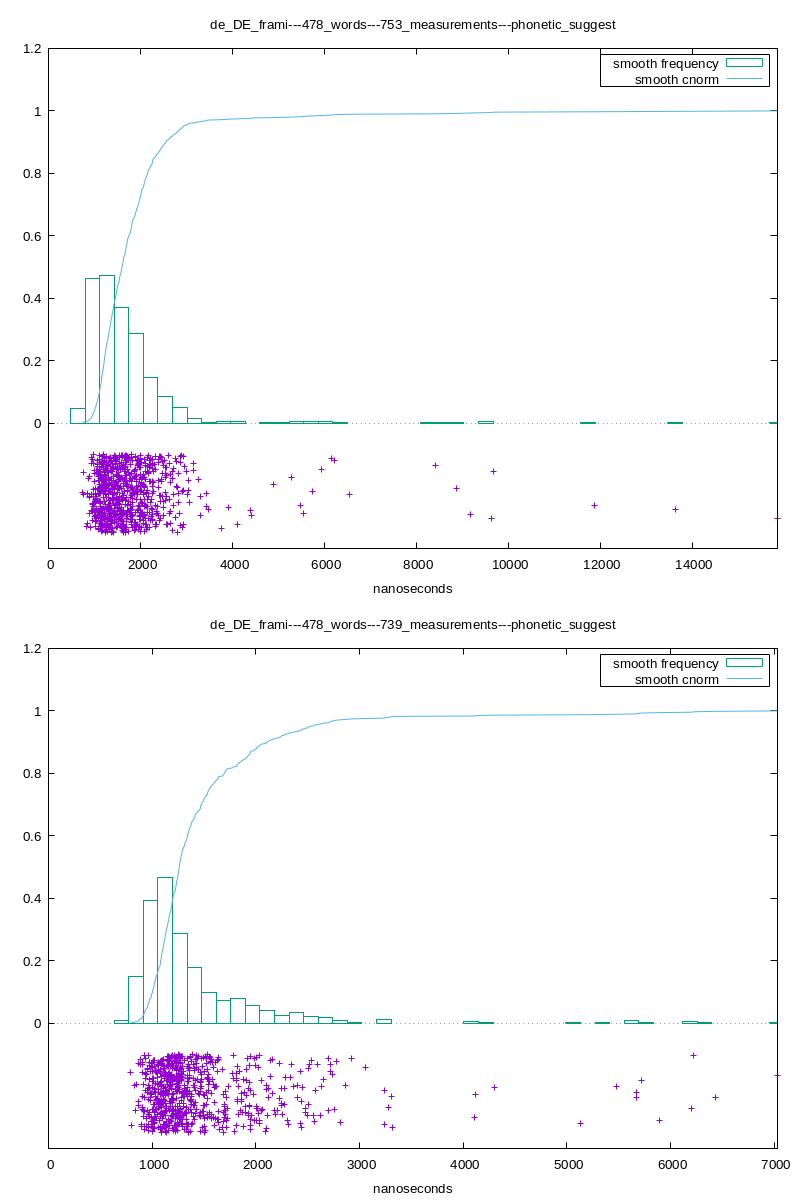 de_DE_frami---478_words---753_measurements---phonetic_suggest
1.2
smooth frequency
smooth cnorm
1
0.8
0.6
0.4
0.2
0
0 2000 4000 6000 8000 10000 12000 14000
nanoseconds
de_DE_frami---478_words---739_measurements---phonetic_suggest
1.2
smooth frequency
smooth cnorm
1
0.8
0.6
0.4
0.2
0
0 1000 2000 3000 4000 5000 6000 7000
nanoseconds